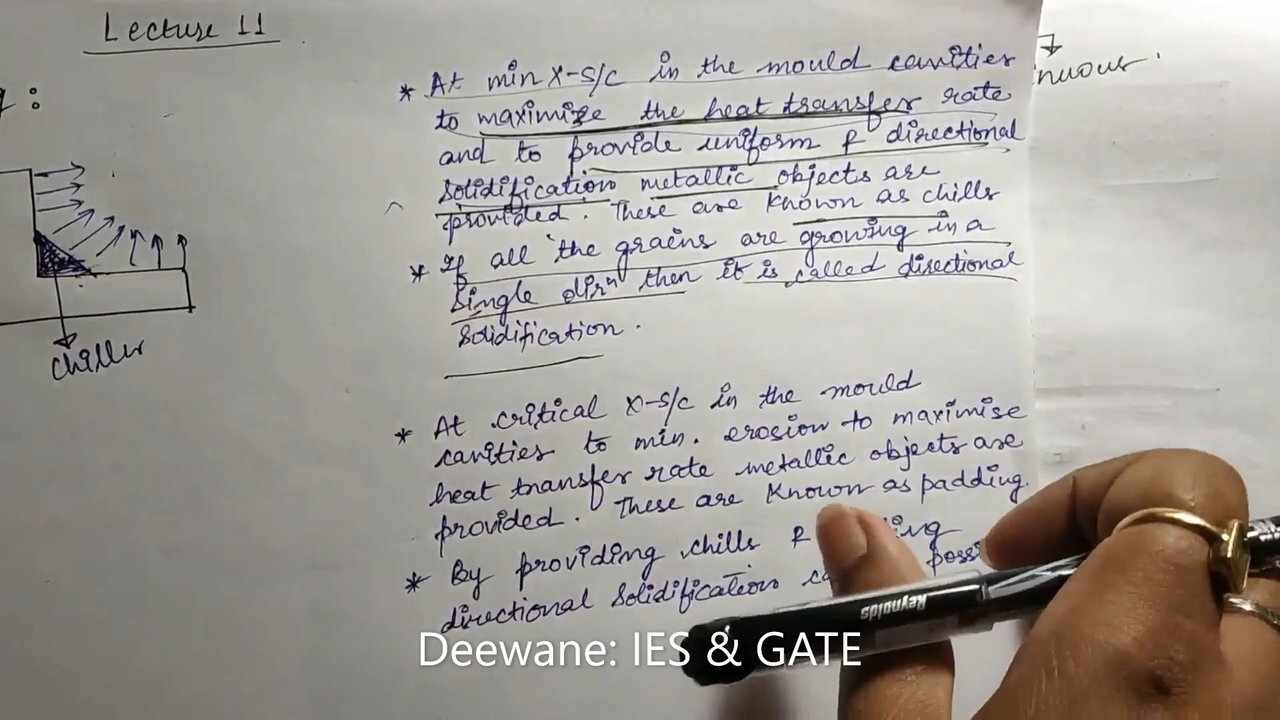 Lecture 11
:
* At min X-S/C in the mould cavities
to maximize the heat transfer rate
and to provide uniform & directional
Solidification metallic objects are
provided. These are known as chills
* If all the grains are growing in a
Single dirn then it is called directional
Solidification.
* At critical X-S/C in the mould
cavities to min. erosion to maximise
heat transfer rate metallic objects are
provided. These are known as padding.
* By providing chills & ing
directional Solidification possi
nuous.
chiller
Reynolds
Deewane: IES & GATE